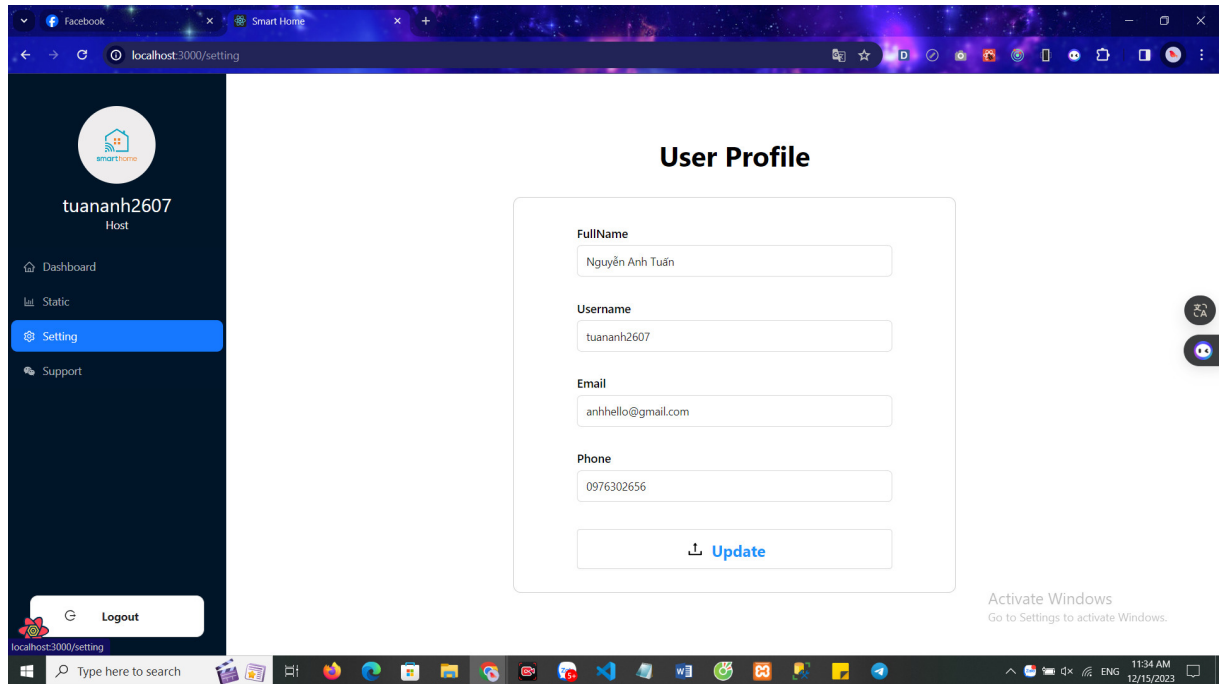 Facebook
Smart Home
localhost:3000/setting
D
smarthome
tuananh2607
Host
Dashboard
Static
Setting
Support
Logout
localhost:3000/setting
User Profile
FullName
Nguyễn Anh Tuấn
Username
tuananh2607
Email
anhhello@gmail.com
Phone
0976302656
Update
Activate Windows
Go to Settings to activate Windows.
Type here to search
5+
ENG
11:34 AM
12/15/2023